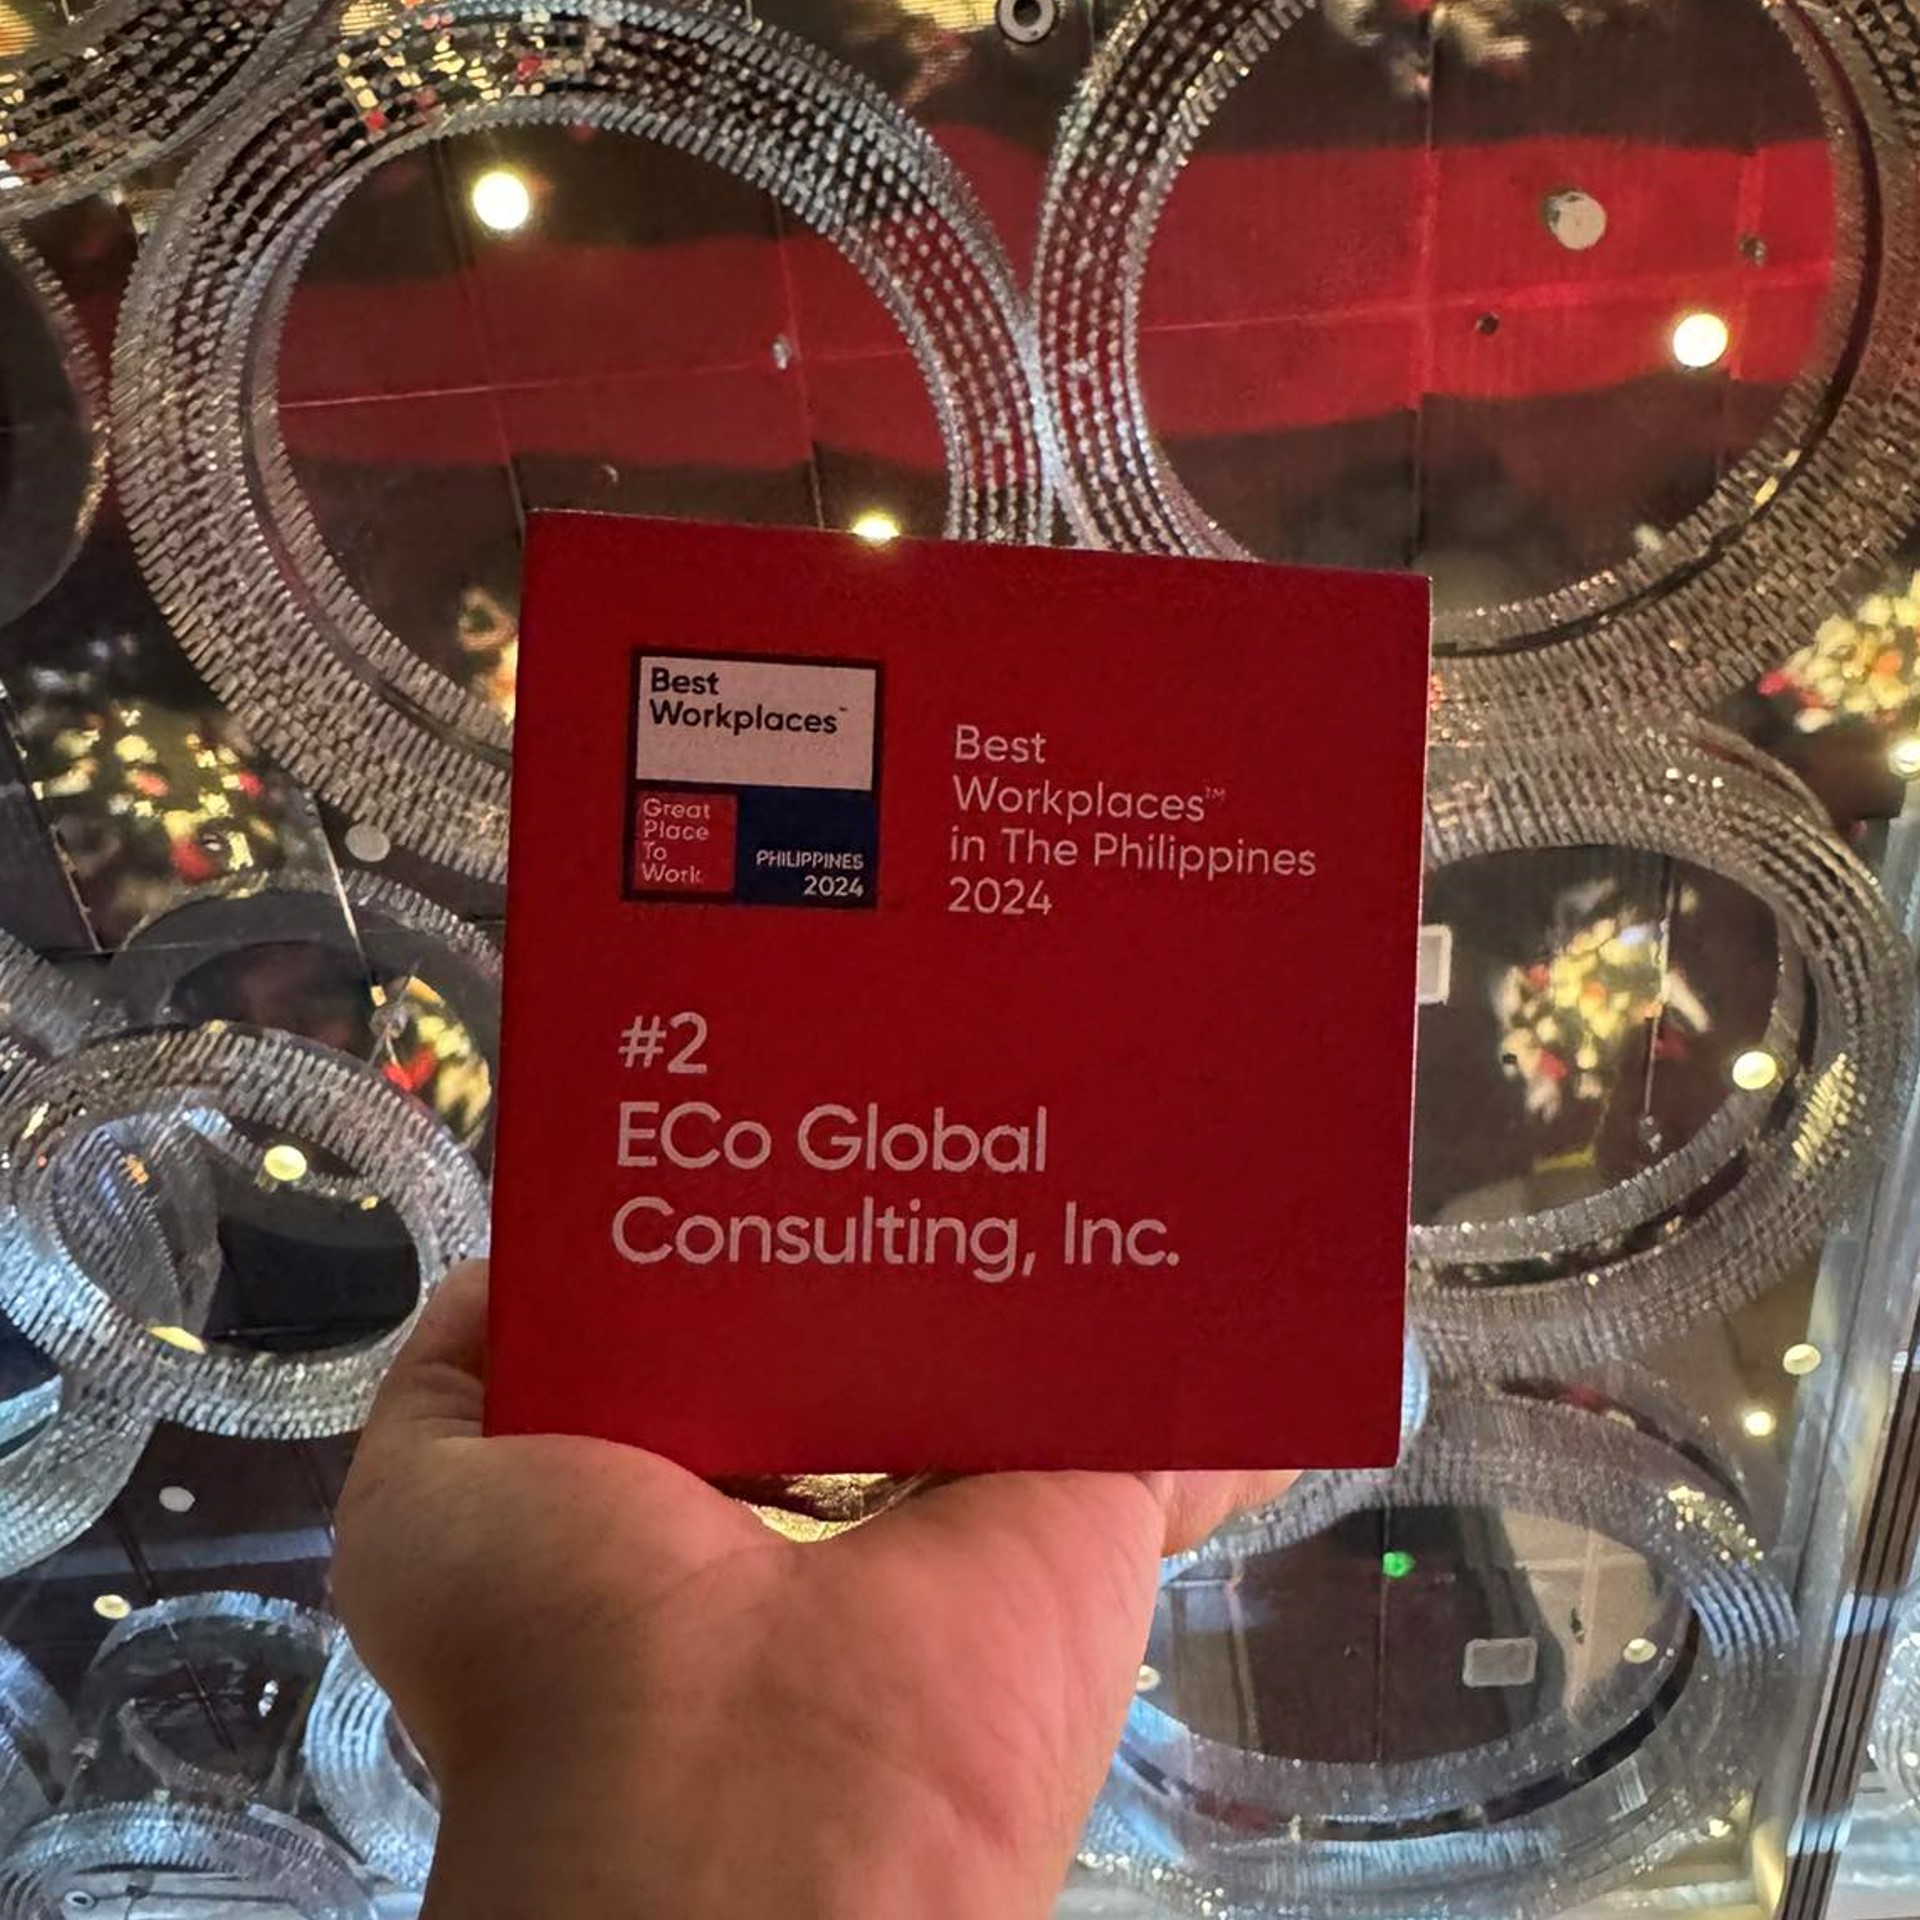 Best
Workplaces™
Great
Place
To
Work.
PHILIPPINES
2024
Best
Workplaces™
in The Philippines
2024
#2
ECo Global
Consulting, Inc.